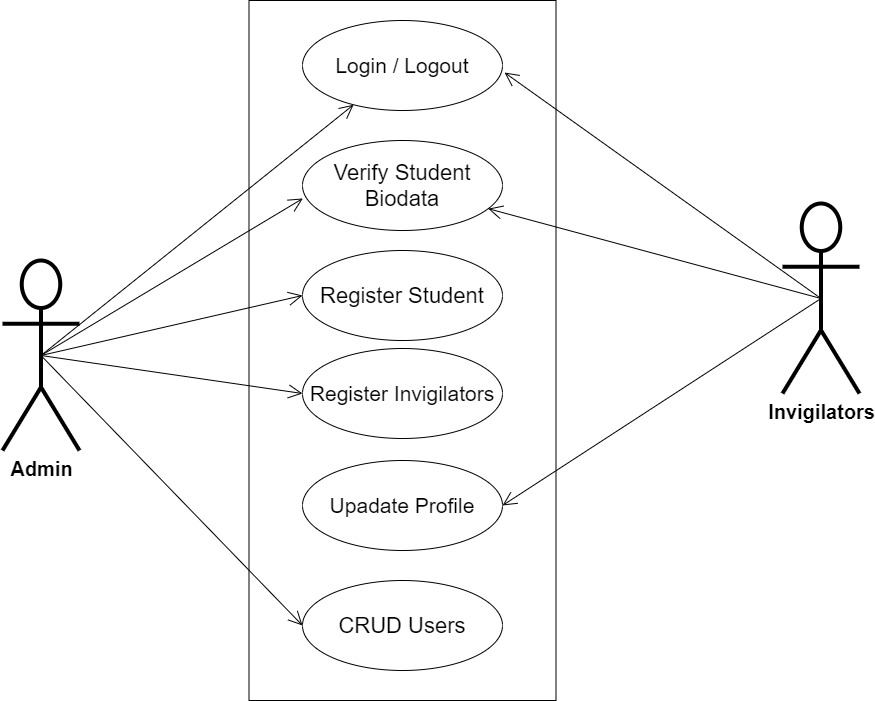 Login / Logout
Verify Student
Biodata
Register Student
Register Invigilators
Upadate Profile
CRUD Users
Admin
Invigilators